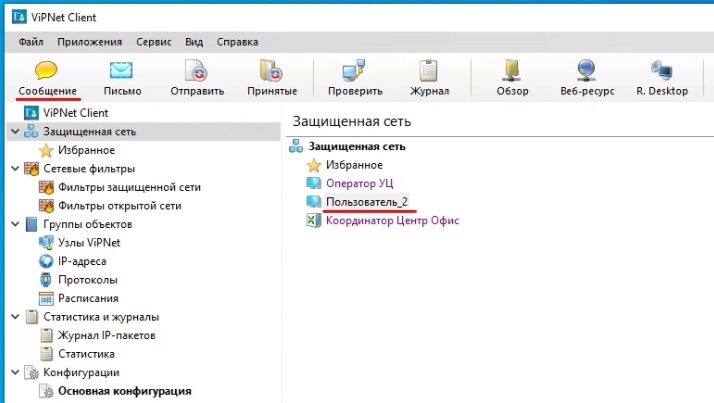 ViPNet Client
Файл Приложения Сервис Вид Справка
Сообщение Письмо Отправить Принятые Проверить Журнал Обзор Веб-ресурс R. Desktop
ViPNet Client
Защищенная сеть
Избранное
Сетевые фильтры
Фильтры защищенной сети
Фильтры открытой сети
Группы объектов
Узлы ViPNet
IP-адреса
Протоколы
Расписания
Статистика и журналы
Журнал IP-пакетов
Статистика
Конфигурации
Основная конфигурация
Защищенная сеть
Защищенная сеть
Избранное
Оператор УЦ
Пользователь_2
Координатор Центр Офис